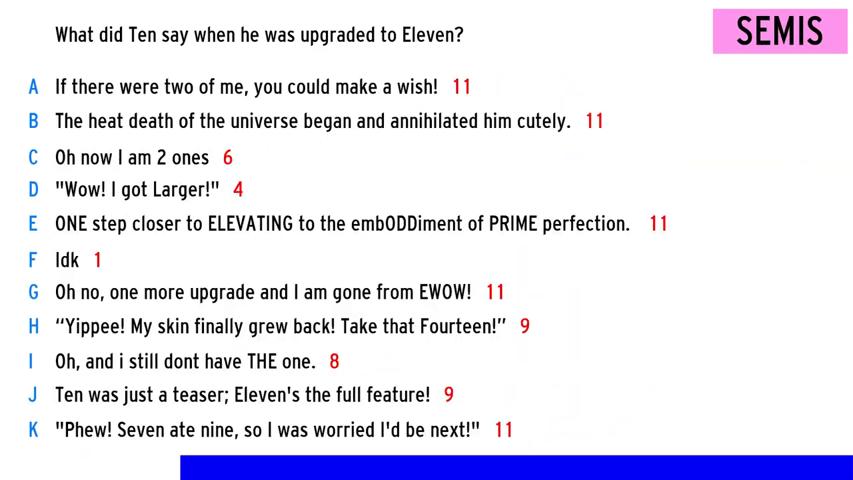 What did Ten say when he was upgraded to Eleven?
SEMIS
A If there were two of me, you could make a wish! 11
B The heat death of the universe began and annihilated him cutely. 11
C Oh now I am 2 ones 6
D "Wow! I got Larger!" 4
E ONE step closer to ELEVATING to the embODDiment of PRIME perfection. 11
F Idk 1
G Oh no, one more upgrade and I am gone from EWOW! 11
H “Yippee! My skin finally grew back! Take that Fourteen!” 9
I Oh, and i still dont have THE one. 8
J Ten was just a teaser; Eleven's the full feature! 9
K "Phew! Seven ate nine, so I was worried I'd be next!" 11